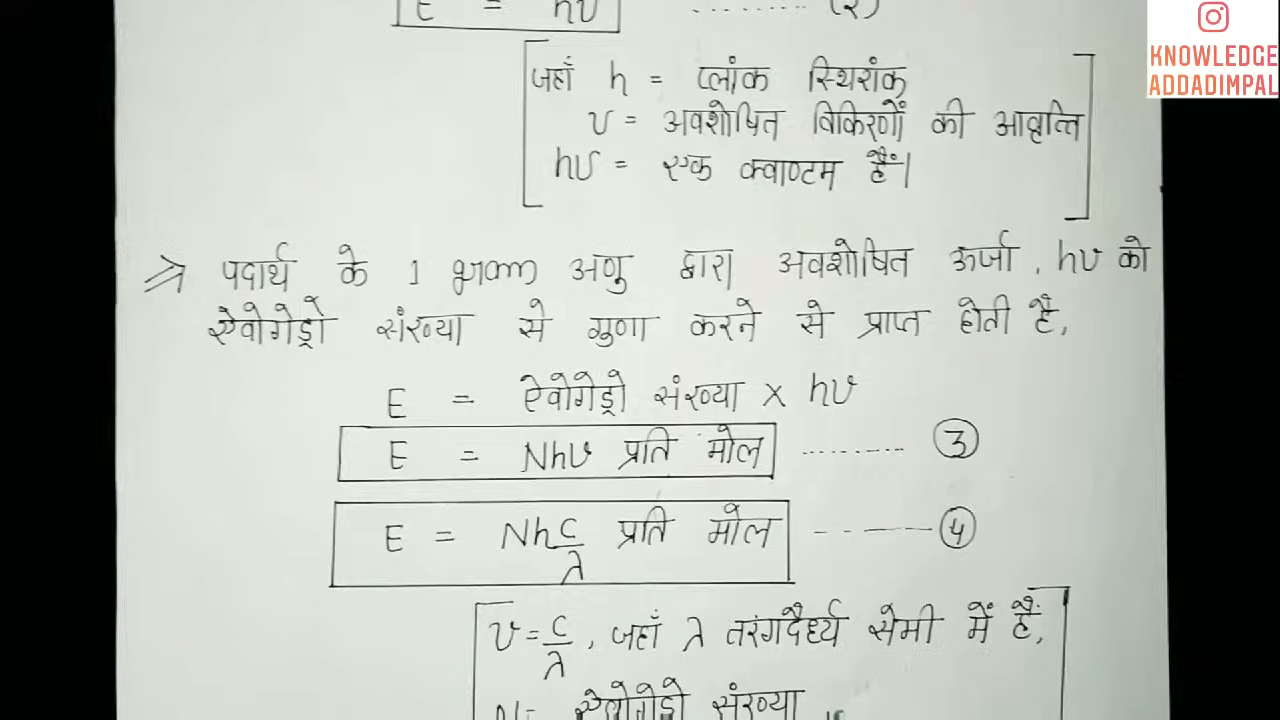 E = hν ........ (२)
KNOWLEDGE
ADDADIMPAL
जहाँ h = प्लांक स्थिरांक
ν = अवशोषित विकिरणों की आवृत्ति
hν = एक क्वाण्टम हैं।
⇒ पदार्थ के 1 gram अणु द्वारा अवशोषित ऊर्जा, hν को
ऐवोगेड्रो संख्या से गुणा करने से प्राप्त होती है,
E = ऐवोगेड्रो संख्या × hν
E = Nhν प्रति मोल ........ ③
E = Nhc/λ प्रति मोल ------ ④
ν = c/λ, जहाँ λ तरंगदैर्ध्य सेमी में हैं,
N = ऐवोगेड्रो संख्या